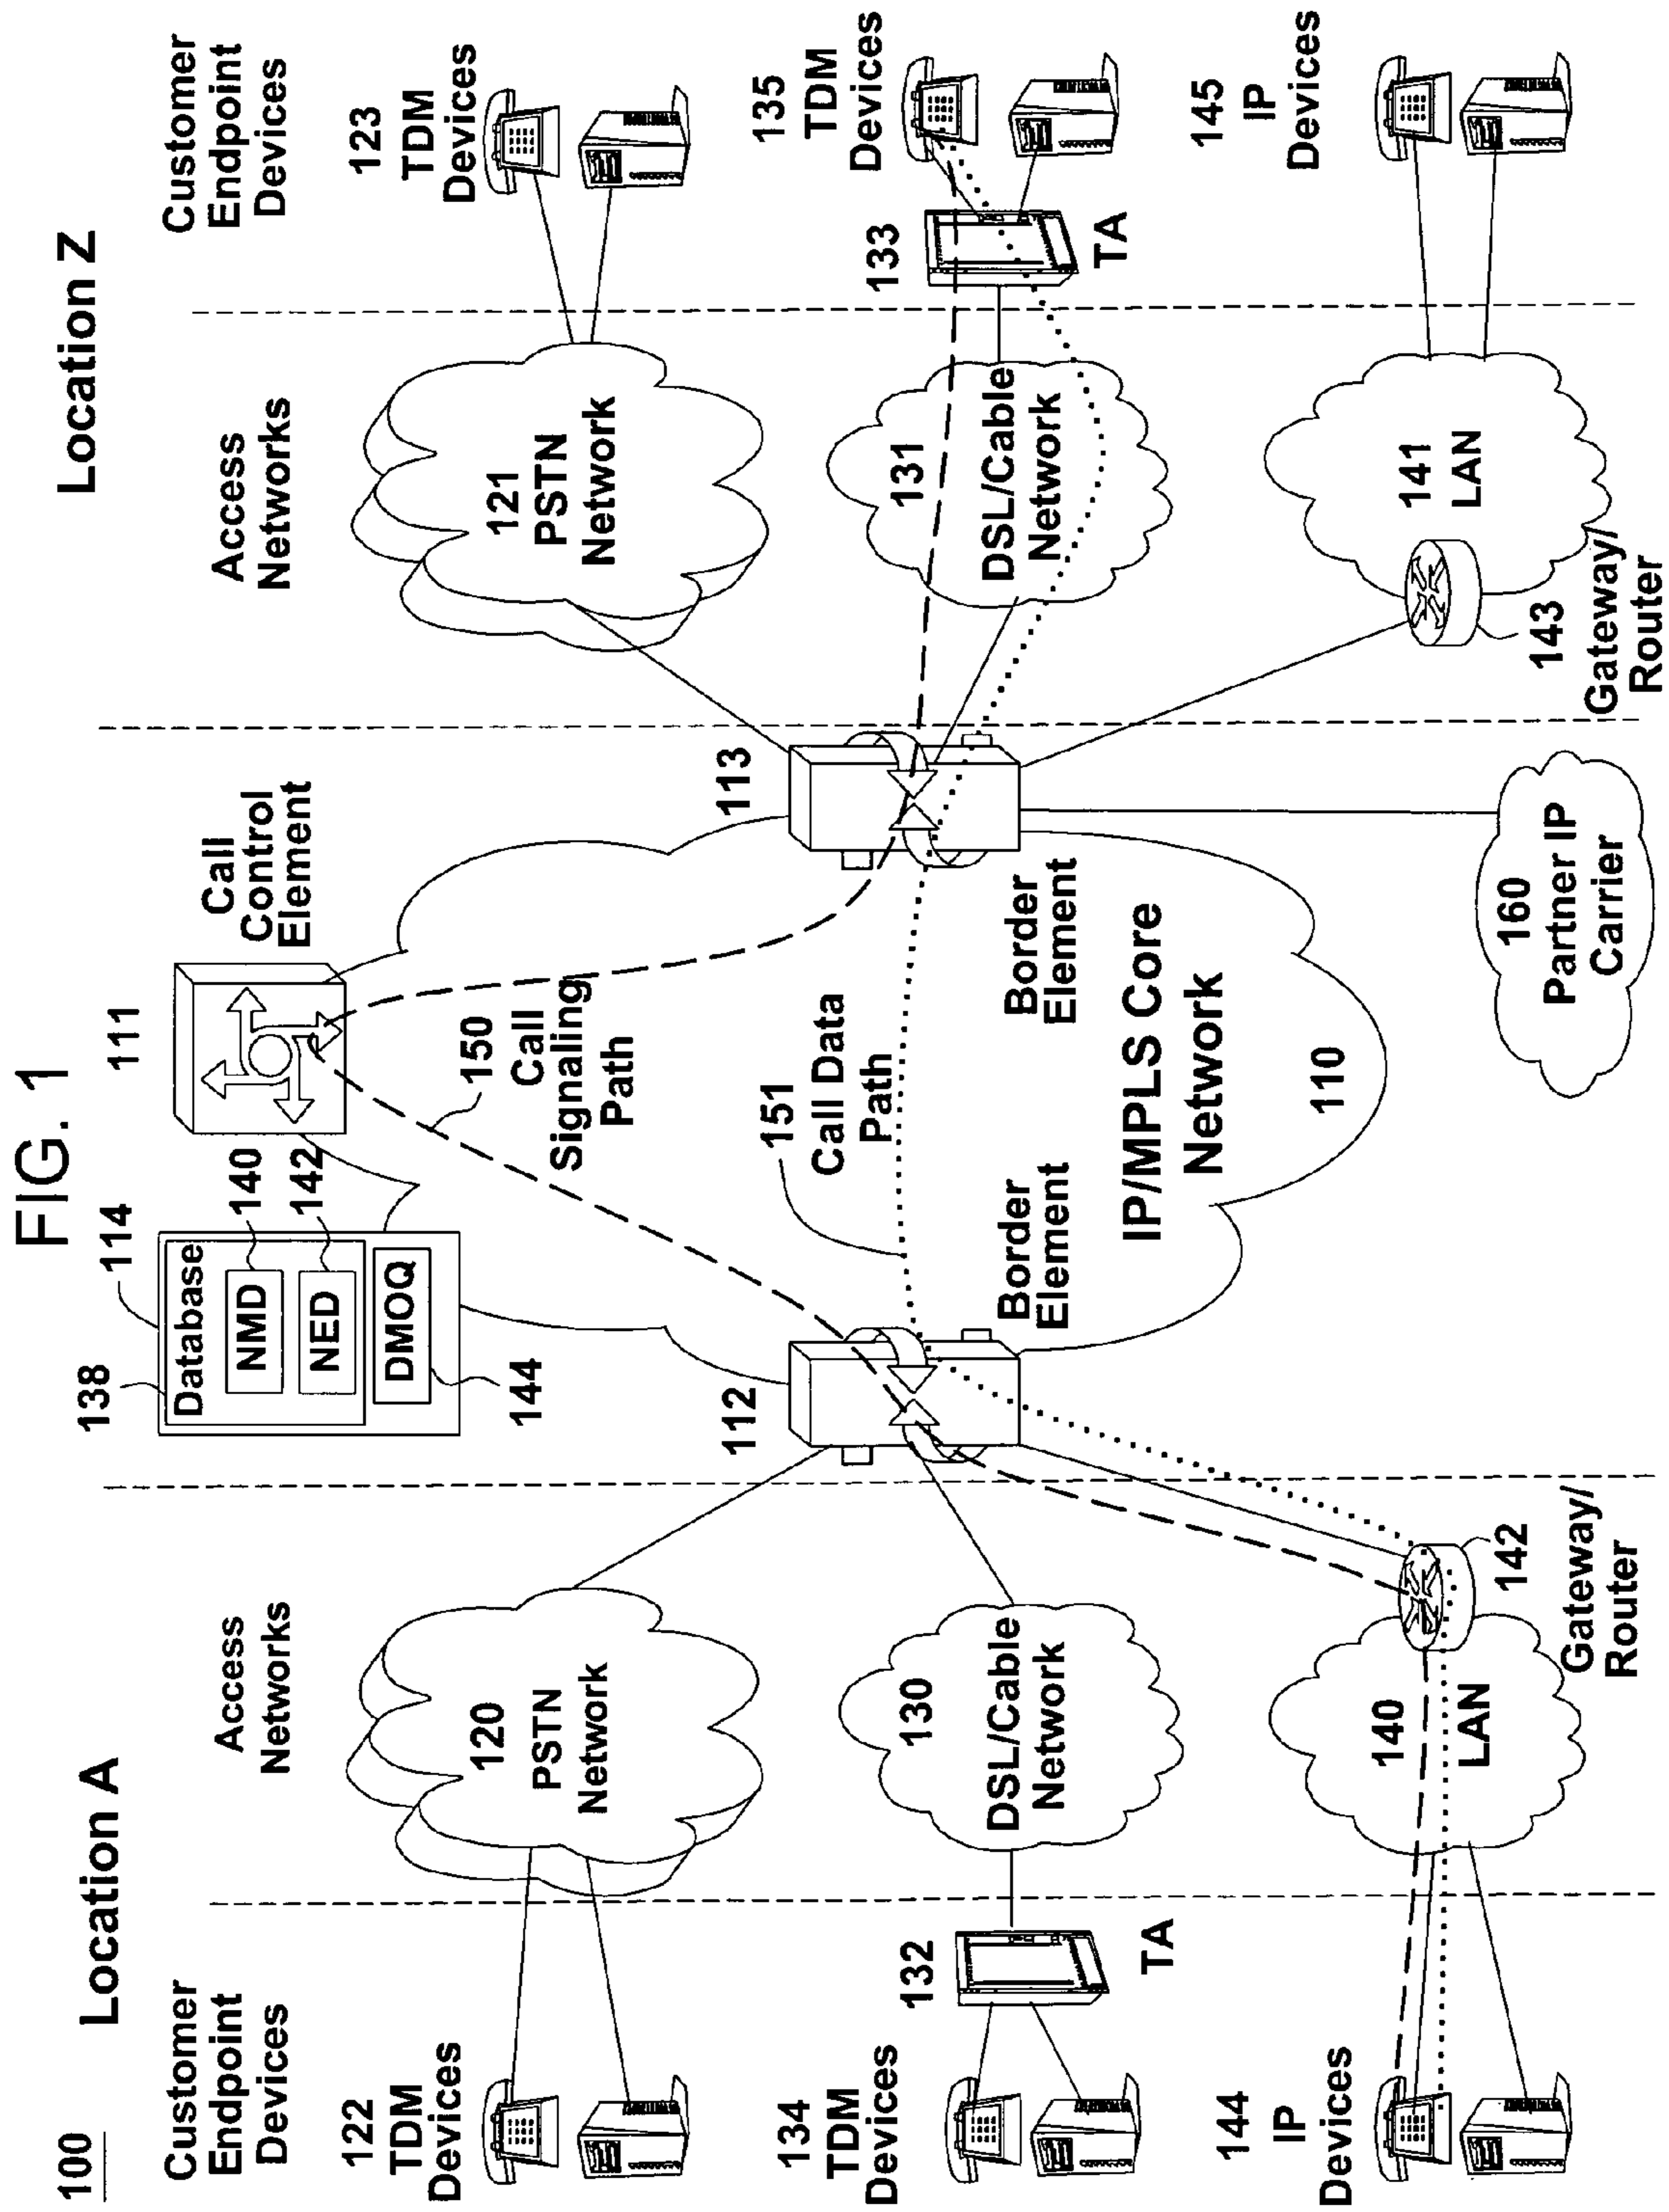 FIG. 1
100
Location A
Location Z
Customer
Endpoint
Devices
Access
Networks
138
114
Database
NMD
140
NED
142
DMOQ
144
111
Call
Control
Element
Access
Networks
Customer
Endpoint
Devices
122
TDM
Devices
120
PSTN
Network
150
Call
Signaling
Path
121
PSTN
Network
123
TDM
Devices
134
TDM
Devices
132
TA
130
DSL/Cable
Network
112
Border
Element
151
Call Data
Path
113
Border
Element
131
DSL/Cable
Network
133
TA
135
TDM
Devices
IP/MPLS Core
Network
110
144
IP
Devices
140
LAN
142
Gateway/
Router
160
Partner IP
Carrier
143
Gateway/
Router
141
LAN
145
IP
Devices